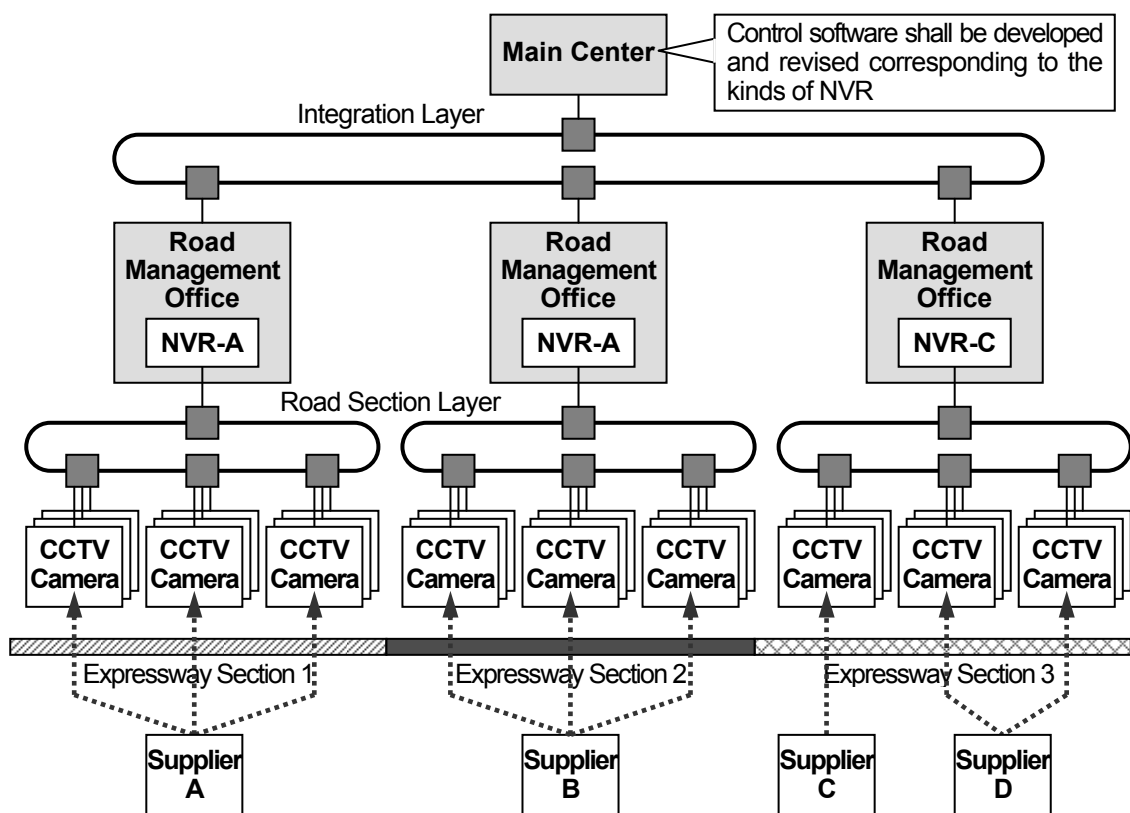 Main Center
Control software shall be developed
and revised corresponding to the
kinds of NVR
Integration Layer
Road
Management
Office
NVR-A
Road
Management
Office
NVR-A
Road
Management
Office
NVR-C
Road Section Layer
CCTV
Camera
CCTV
Camera
CCTV
Camera
CCTV
Camera
CCTV
Camera
CCTV
Camera
CCTV
Camera
CCTV
Camera
CCTV
Camera
Expressway Section 1
Expressway Section 2
Expressway Section 3
Supplier
A
Supplier
B
Supplier
C
Supplier
D